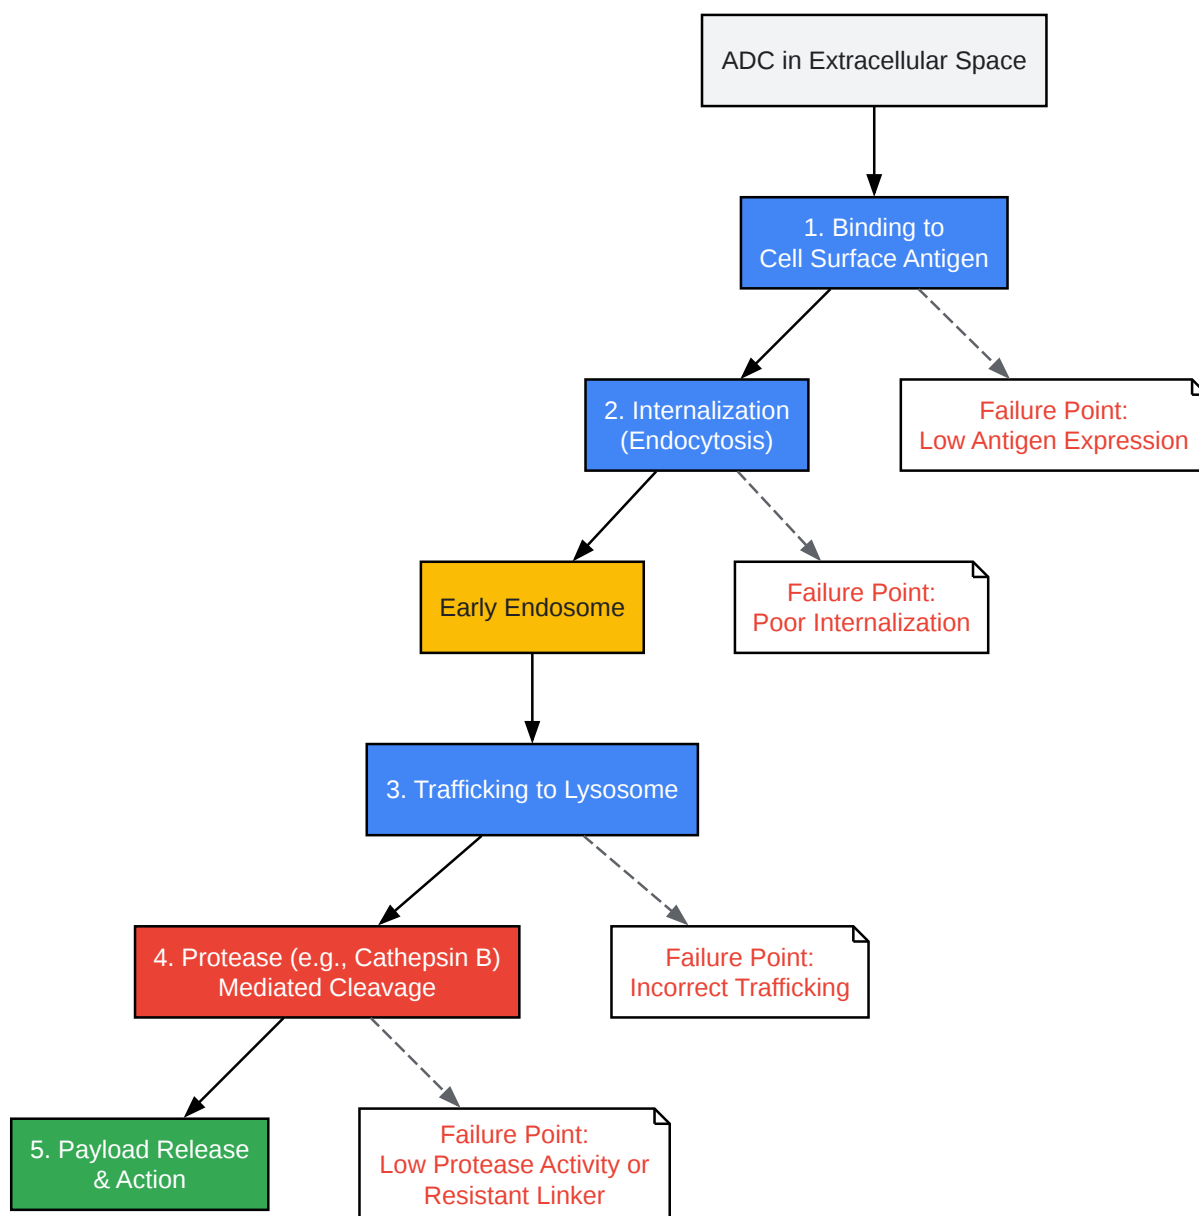 ADC in Extracellular Space
1. Binding to
Cell Surface Antigen
2. Internalization
(Endocytosis)
Failure Point:
Low Antigen Expression
Early Endosome
Failure Point:
Poor Internalization
3. Trafficking to Lysosome
4. Protease (e.g., Cathepsin B)
Mediated Cleavage
Failure Point:
Incorrect Trafficking
5. Payload Release
& Action
Failure Point:
Low Protease Activity or
Resistant Linker